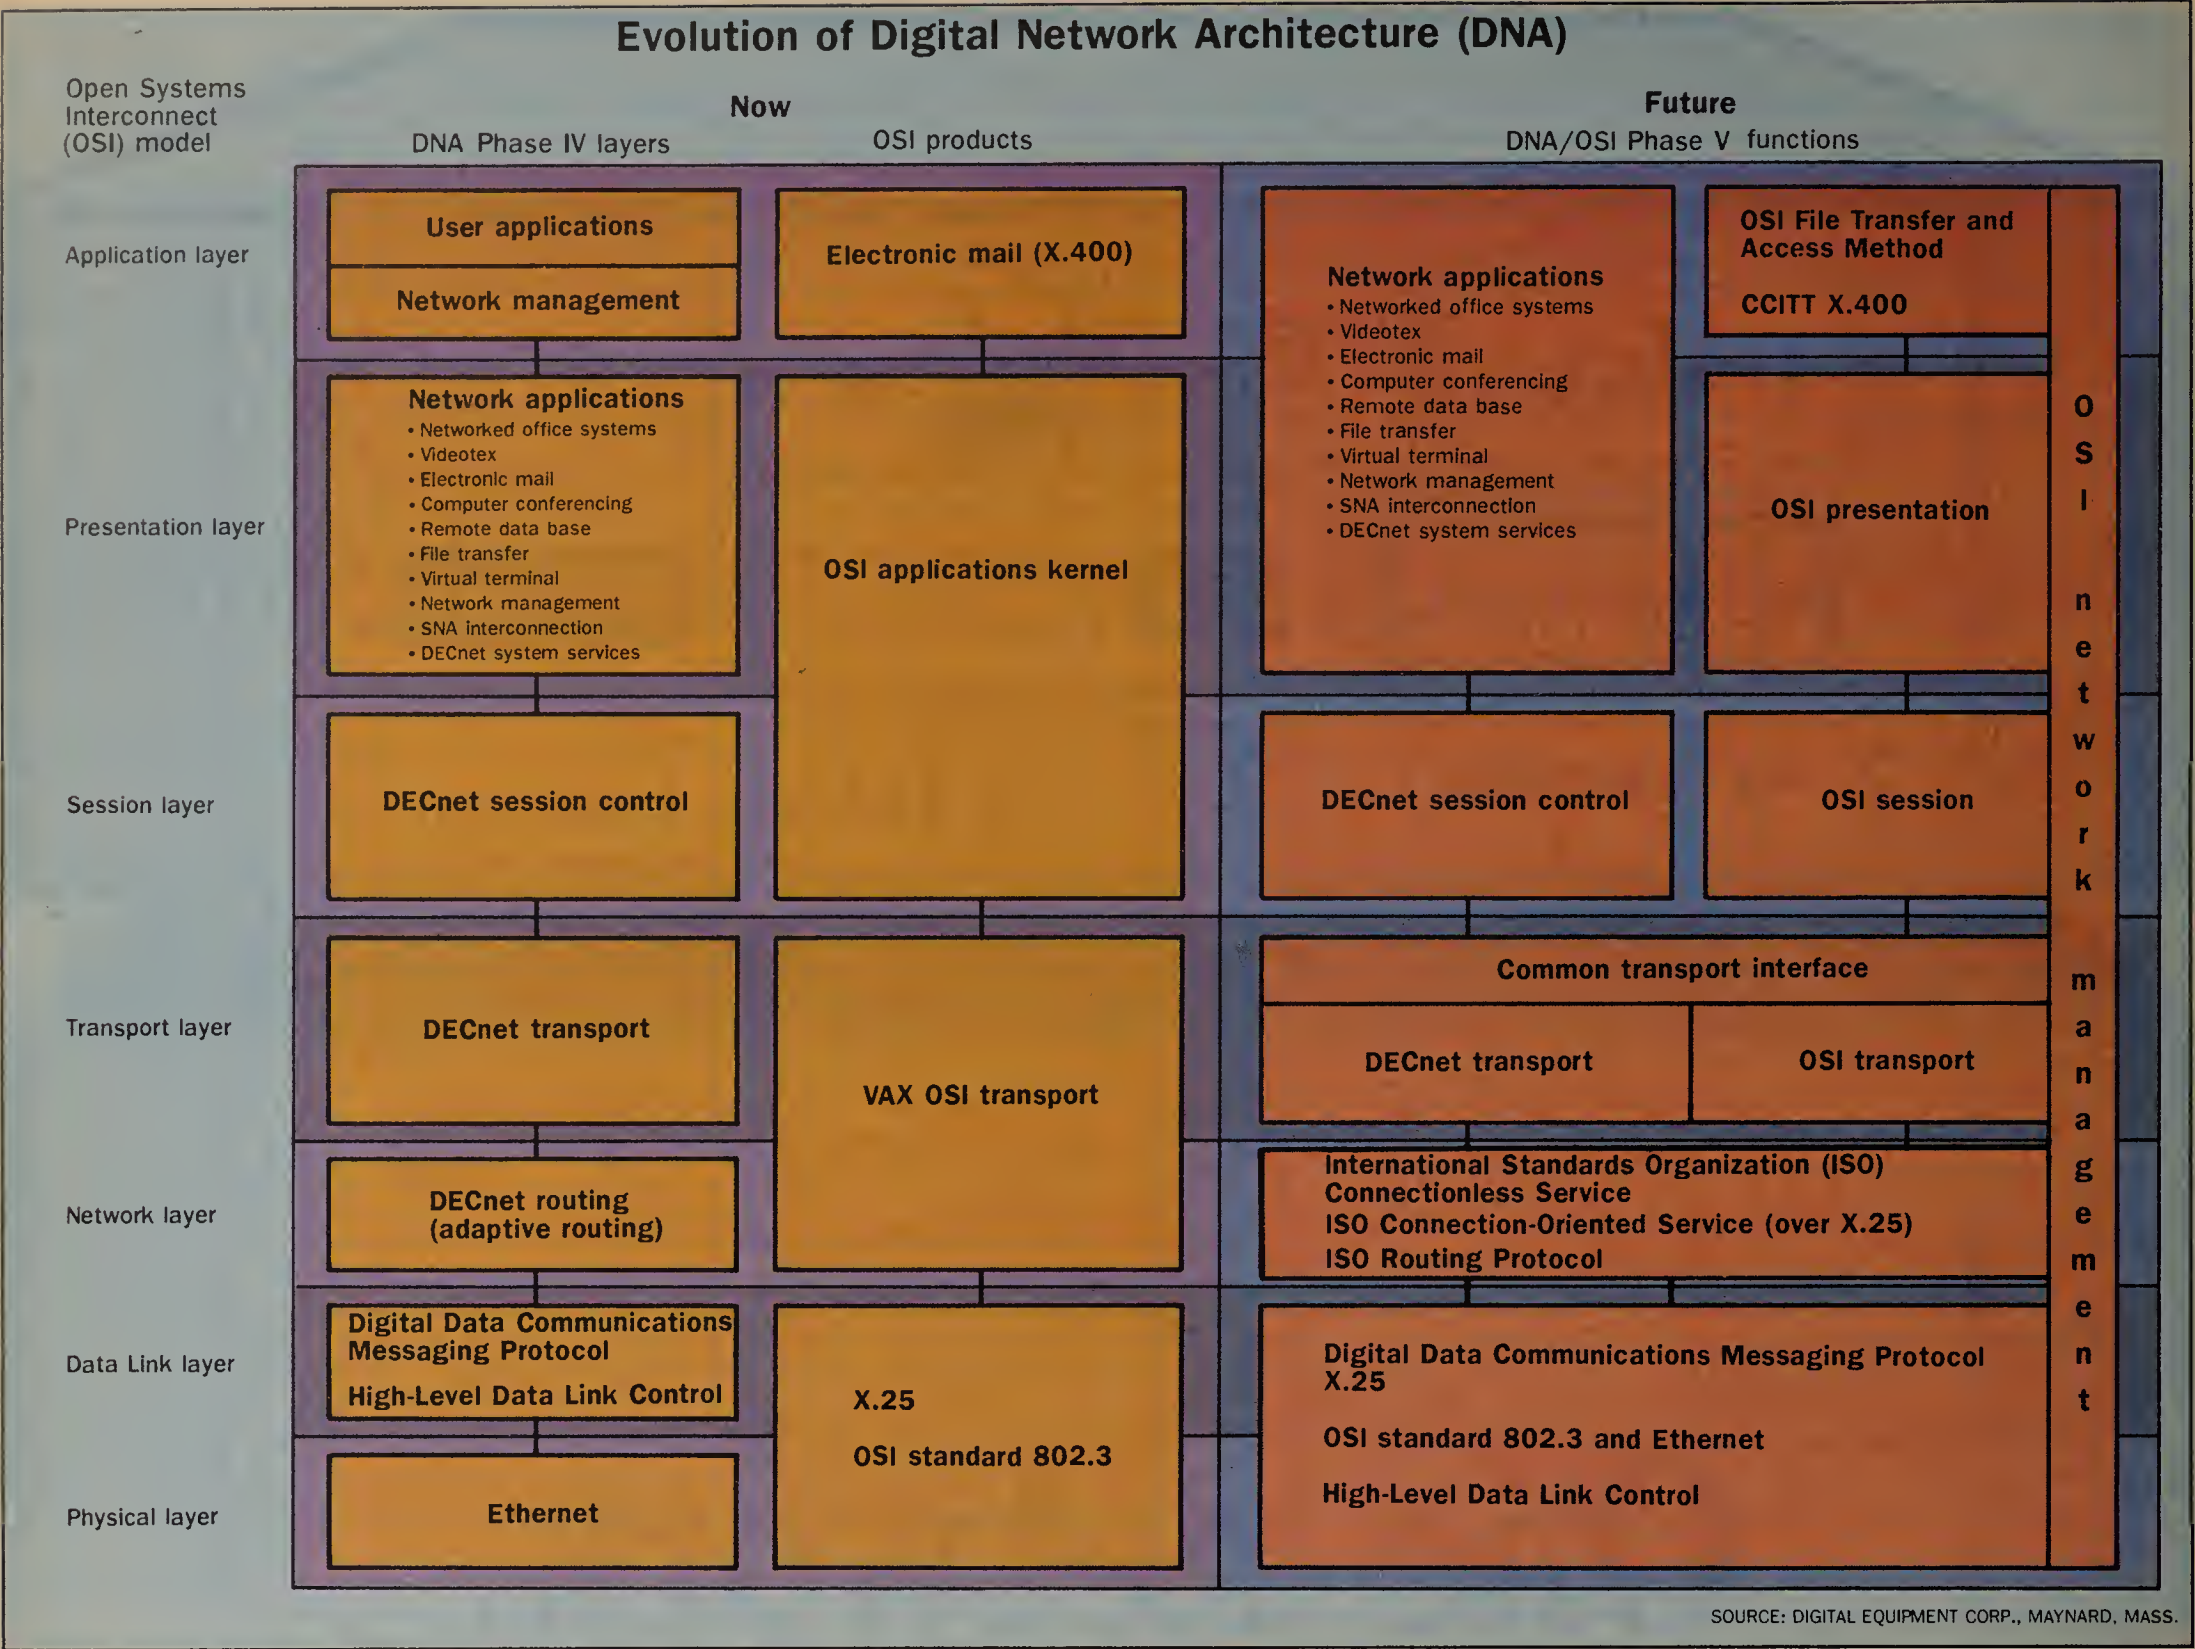 Evolution of Digital Network Architecture (DNA)
Open Systems
Interconnect
(OSI) model
Now
DNA Phase IV layers
OSI products
Future
DNA/OSI Phase V functions
Application layer
User applications
Network management
Electronic mail (X.400)
Network applications
• Networked office systems
• Videotex
• Electronic mail
• Computer conferencing
• Remote data base
• File transfer
• Virtual terminal
• Network management
• SNA interconnection
• DECnet system services
OSI File Transfer and
Access Method
CCITT X.400
OSI network management
Presentation layer
Network applications
• Networked office systems
• Videotex
• Electronic mail
• Computer conferencing
• Remote data base
• File transfer
• Virtual terminal
• Network management
• SNA interconnection
• DECnet system services
OSI applications kernel
OSI presentation
Session layer
DECnet session control
DECnet session control
OSI session
Transport layer
DECnet transport
VAX OSI transport
Common transport interface
DECnet transport
OSI transport
Network layer
DECnet routing
(adaptive routing)
International Standards Organization (ISO)
Connectionless Service
ISO Connection-Oriented Service (over X.25)
ISO Routing Protocol
Data Link layer
Digital Data Communications
Messaging Protocol
High-Level Data Link Control
X.25
OSI standard 802.3
Digital Data Communications Messaging Protocol
X.25
OSI standard 802.3 and Ethernet
High-Level Data Link Control
Physical layer
Ethernet
SOURCE: DIGITAL EQUIPMENT CORP., MAYNARD, MASS.